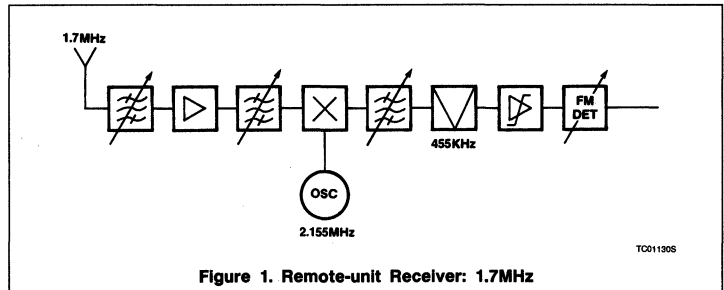 1.7MHz
FM
DET
455KHz
OSC
2.155MHz
TC01130S
Figure 1. Remote-unit Receiver: 1.7MHz